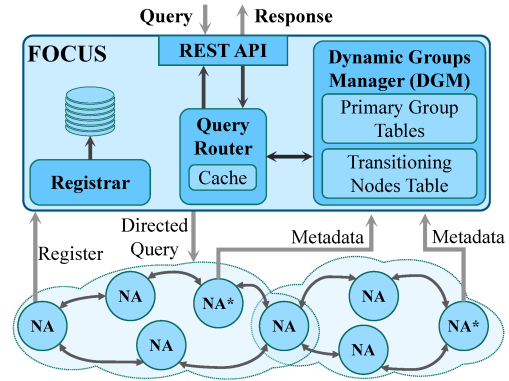 Query
Response
FOCUS
REST API
Dynamic Groups
Manager (DGM)
Primary Group
Tables
Transitioning
Nodes Table
Query
Router
Cache
Registrar
Register
Directed
Query
Metadata
Metadata
NA
NA
NA*
NA
NA
NA
NA
NA*